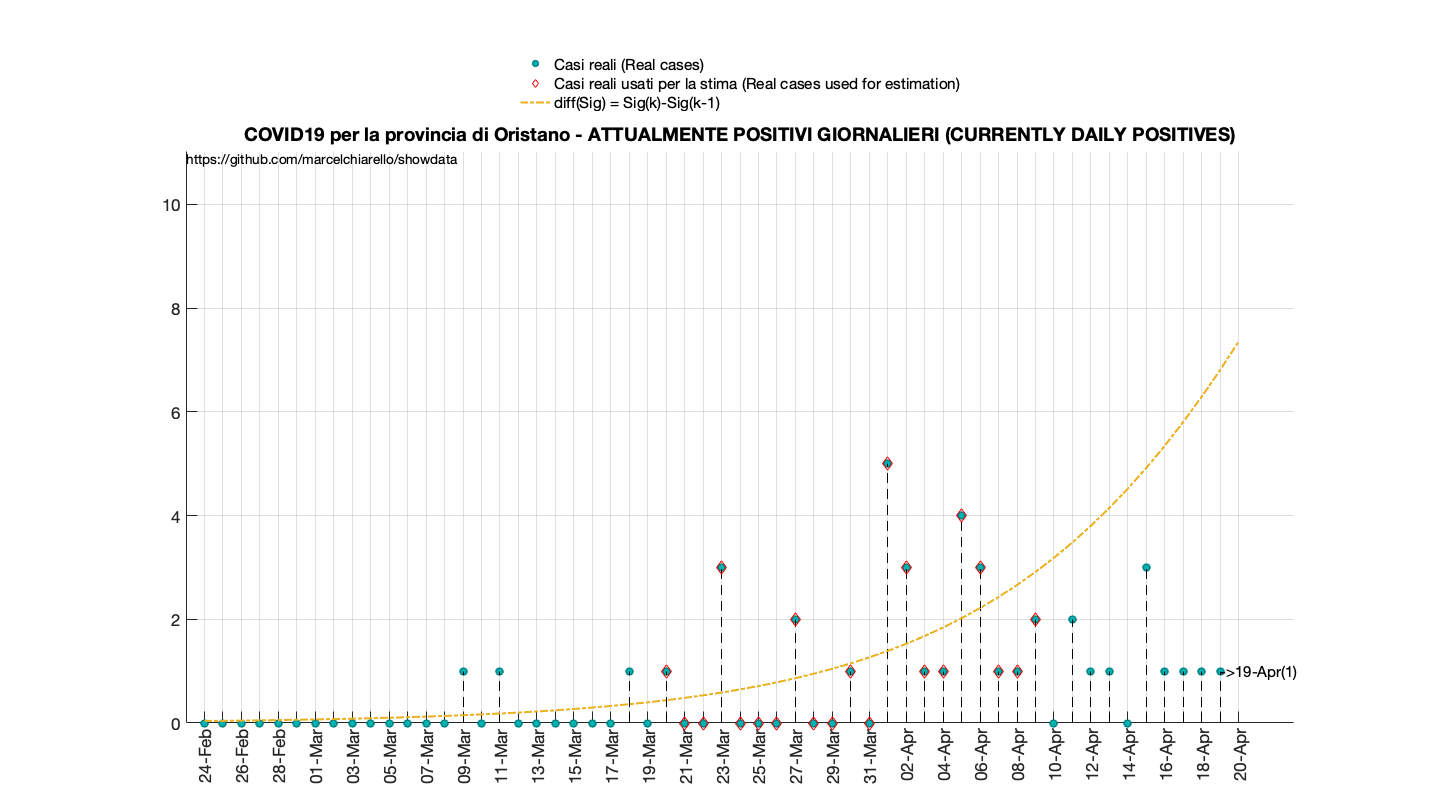 Casi reali (Real cases)
Casi reali usati per la stima (Real cases used for estimation)
diff(Sig) = Sig(k)-Sig(k-1)
COVID19 per la provincia di Oristano - ATTUALMENTE POSITIVI GIORNALIERI (CURRENTLY DAILY POSITIVES)
https://github.com/marcelchiarello/showdata
10
8
6
4
2
0
>19-Apr(1)
24-Feb
26-Feb
28-Feb
01-Mar
03-Mar
05-Mar
07-Mar
09-Mar
11-Mar
13-Mar
15-Mar
17-Mar
19-Mar
21-Mar
23-Mar
25-Mar
27-Mar
29-Mar
31-Mar
02-Apr
04-Apr
06-Apr
08-Apr
10-Apr
12-Apr
14-Apr
16-Apr
18-Apr
20-Apr